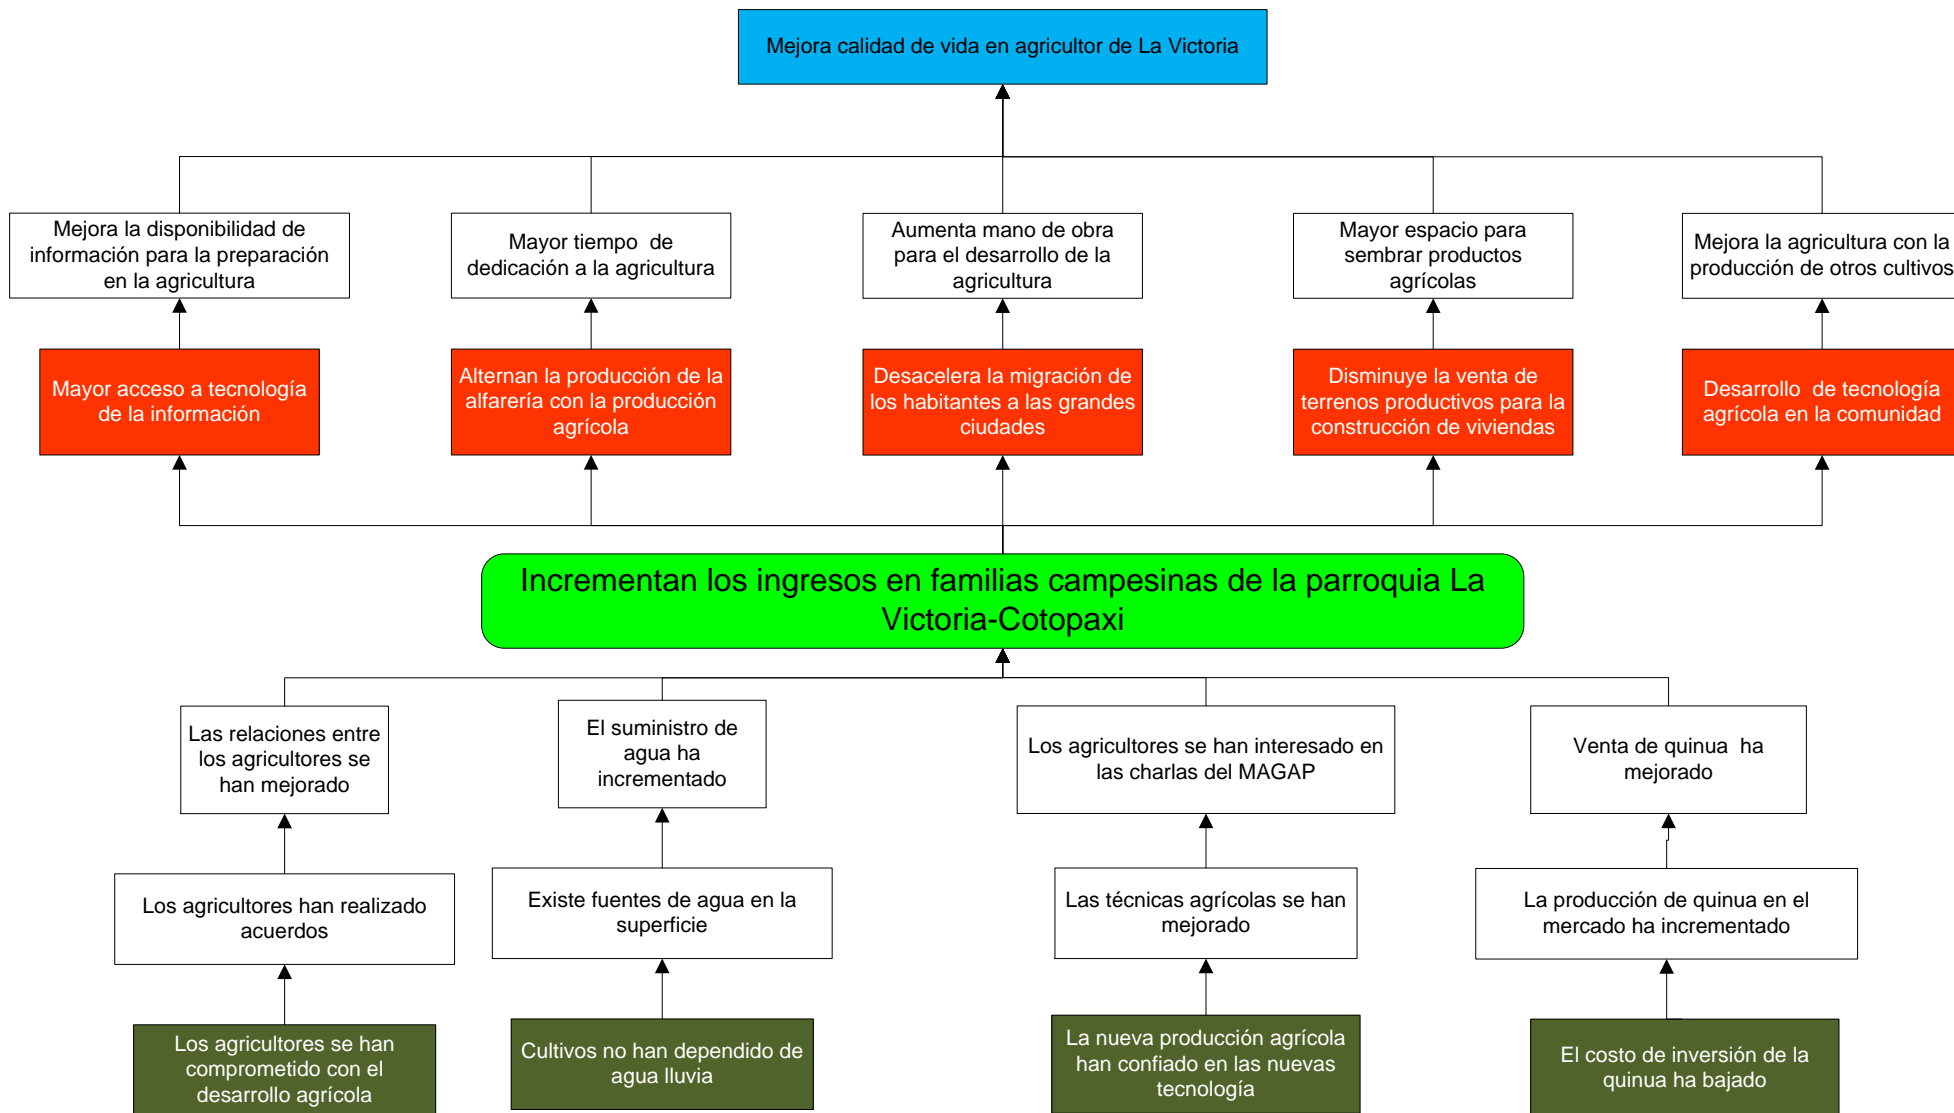 Mejora calidad de vida en agricultor de La Victoria
Mejora la disponibilidad de
información para la preparación
en la agricultura
Mayor tiempo de
dedicación a la agricultura
Aumenta mano de obra
para el desarrollo de la
agricultura
Mayor espacio para
sembrar productos
agrícolas
Mejora la agricultura con la
producción de otros cultivos
Mayor acceso a tecnología
de la información
Alternan la producción de la
alfarería con la producción
agrícola
Desacelera la migración de
los habitantes a las grandes
ciudades
Disminuye la venta de
terrenos productivos para la
construcción de viviendas
Desarrollo de tecnología
agrícola en la comunidad
Incrementan los ingresos en familias campesinas de la parroquia La
Victoria-Cotopaxi
Las relaciones entre
los agricultores se
han mejorado
El suministro de
agua ha
incrementado
Los agricultores se han interesado en
las charlas del MAGAP
Venta de quinua ha
mejorado
Los agricultores han realizado
acuerdos
Existe fuentes de agua en la
superficie
Las técnicas agrícolas se han
mejorado
La producción de quinua en el
mercado ha incrementado
Los agricultores se han
comprometido con el
desarrollo agrícola
Cultivos no han dependido de
agua lluvia
La nueva producción agrícola
han confiado en las nuevas
tecnología
El costo de inversión de la
quinua ha bajado